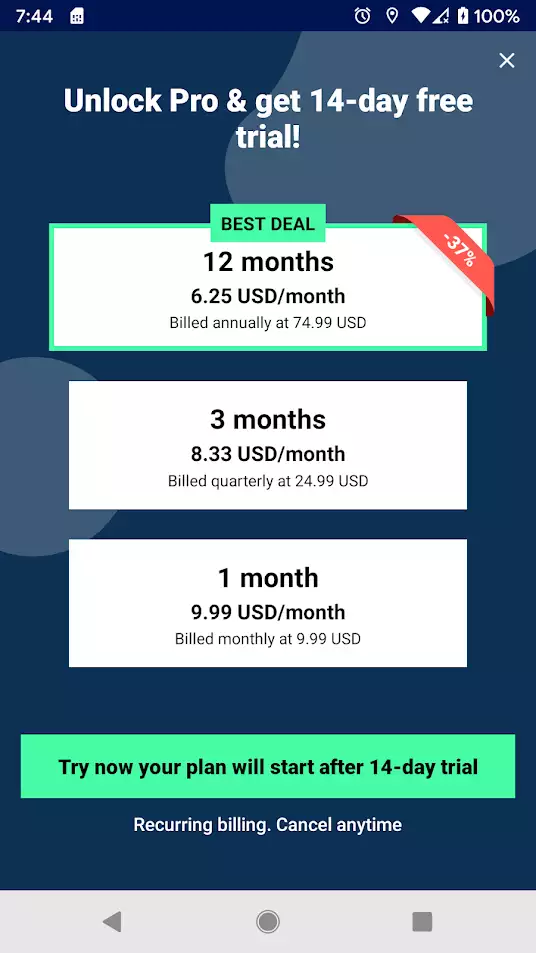 7:44
100%
Unlock Pro & get 14-day free
trial!
BEST DEAL
-37%
12 months
6.25 USD/month
Billed annually at 74.99 USD
3 months
8.33 USD/month
Billed quarterly at 24.99 USD
1 month
9.99 USD/month
Billed monthly at 9.99 USD
Try now your plan will start after 14-day trial
Recurring billing. Cancel anytime